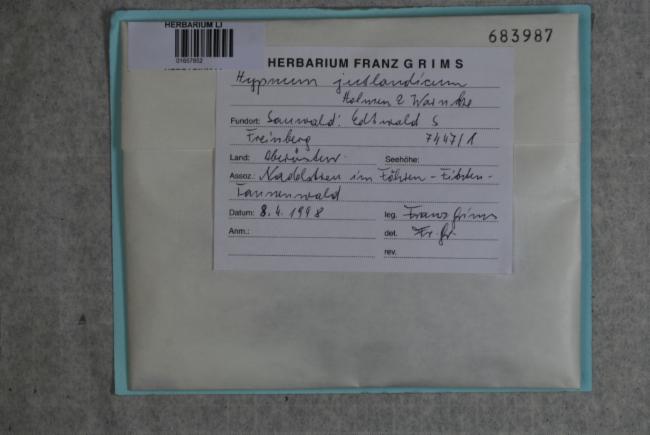 HERBARIUM LI
01657852
683987
HERBARIUM FRANZ GRIMS
Hypnum jutlandicum
Holmen & Warncke
Fundort: Sauwald: Edtwald S
Freinberg 7447/1
Land: Oberösterr. Seehöhe:
Assoz.: im Föhren - Fichten -
Tannenwald
Datum: 8.4.1998 leg. Franz Grims
Anm.: det. Fr. Gr.
rev.